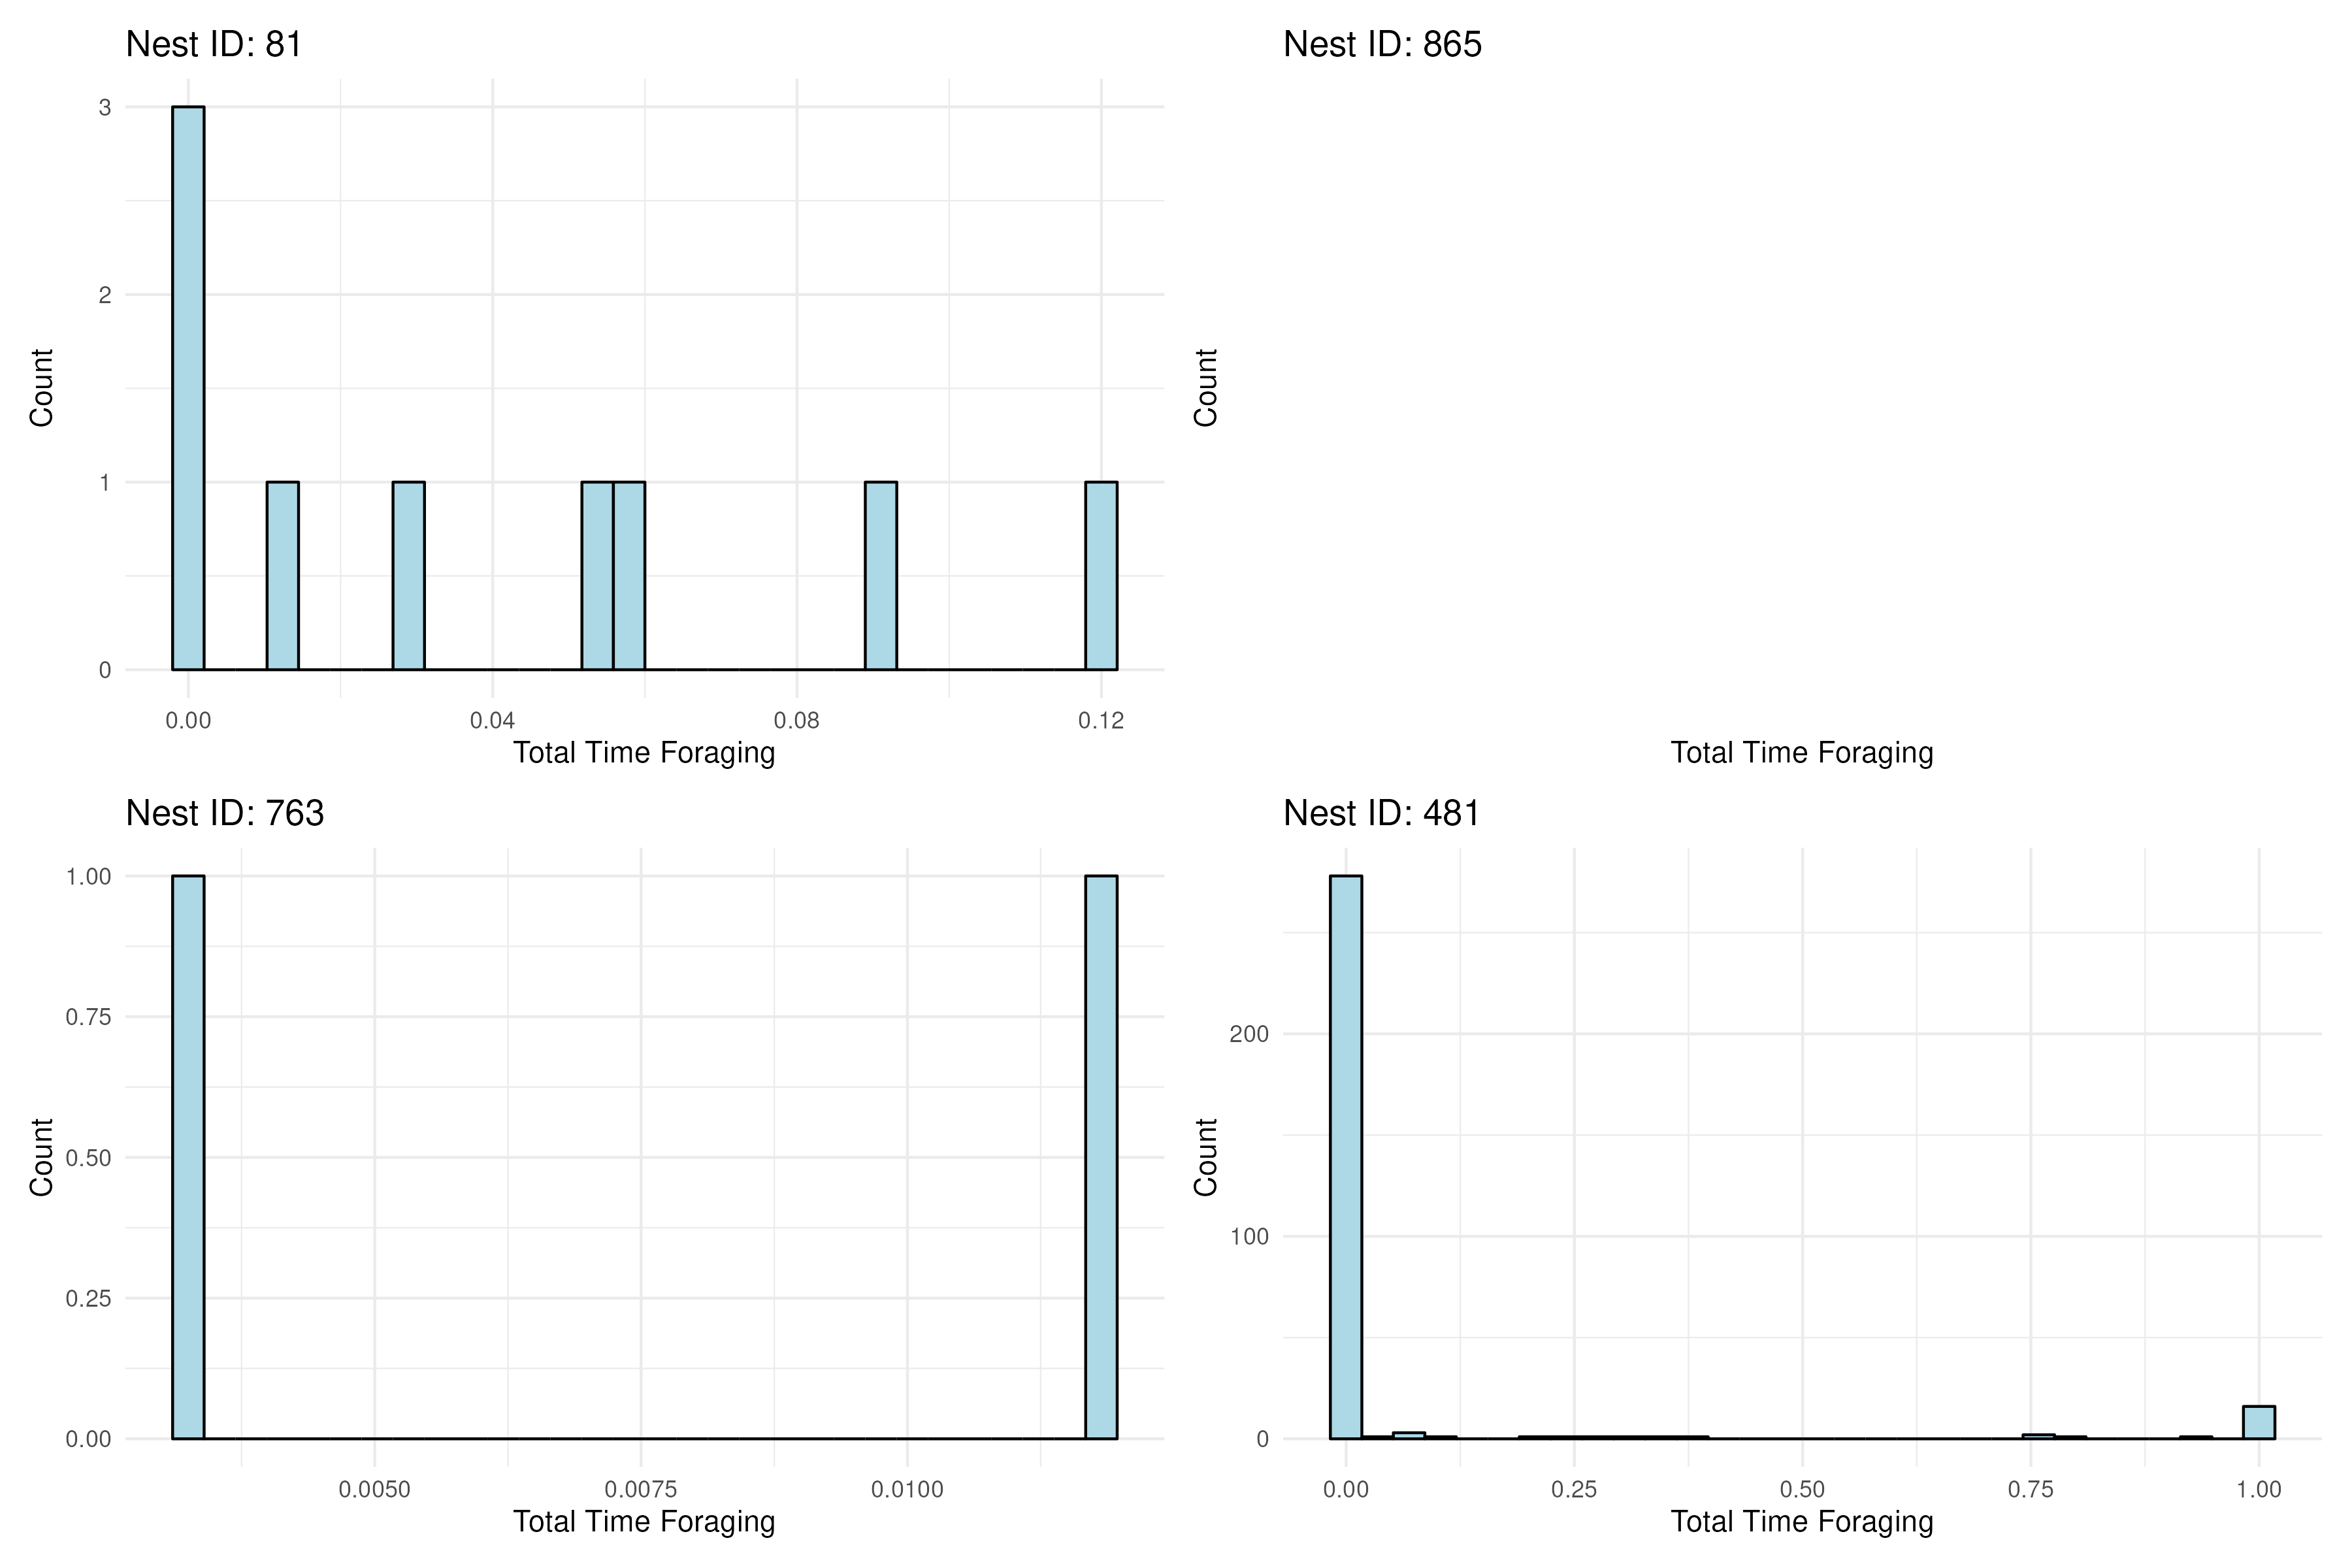 Nest ID: 81
3
2
1
0
Count
0.00 0.04 0.08 0.12
Total Time Foraging
Nest ID: 865
Count
Total Time Foraging
Nest ID: 763
1.00
0.75
0.50
0.25
0.00
Count
0.0050 0.0075 0.0100
Total Time Foraging
Nest ID: 481
200
100
0
Count
0.00 0.25 0.50 0.75 1.00
Total Time Foraging